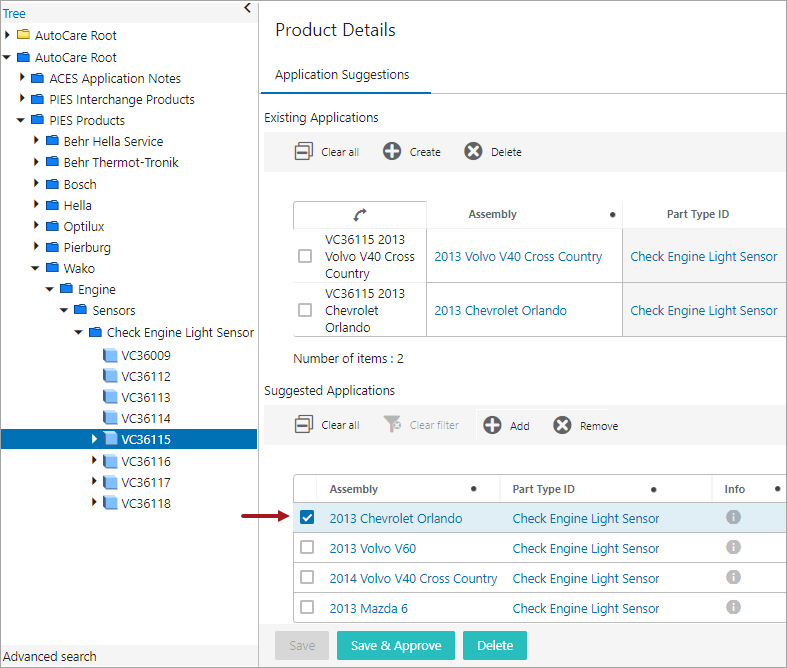 Tree
AutoCare Root
AutoCare Root
ACES Application Notes
PIES Interchange Products
PIES Products
Behr Hella Service
Behr Thermot-Tronik
Bosch
Hella
Optilux
Pierburg
Wako
Engine
Sensors
Check Engine Light Sensor
VC36009
VC36112
VC36113
VC36114
VC36115
VC36116
VC36117
VC36118
Advanced search
Product Details
Application Suggestions
Existing Applications
Clear all Create Delete
Assembly Part Type ID
VC36115 2013
Volvo V40 Cross
Country
2013 Volvo V40 Cross Country Check Engine Light Sensor
VC36115 2013
Chevrolet
Orlando
2013 Chevrolet Orlando Check Engine Light Sensor
Number of items : 2
Suggested Applications
Clear all Clear filter Add Remove
Assembly Part Type ID Info
2013 Chevrolet Orlando Check Engine Light Sensor
2013 Volvo V60 Check Engine Light Sensor
2014 Volvo V40 Cross Country Check Engine Light Sensor
2013 Mazda 6 Check Engine Light Sensor
Save Save & Approve Delete